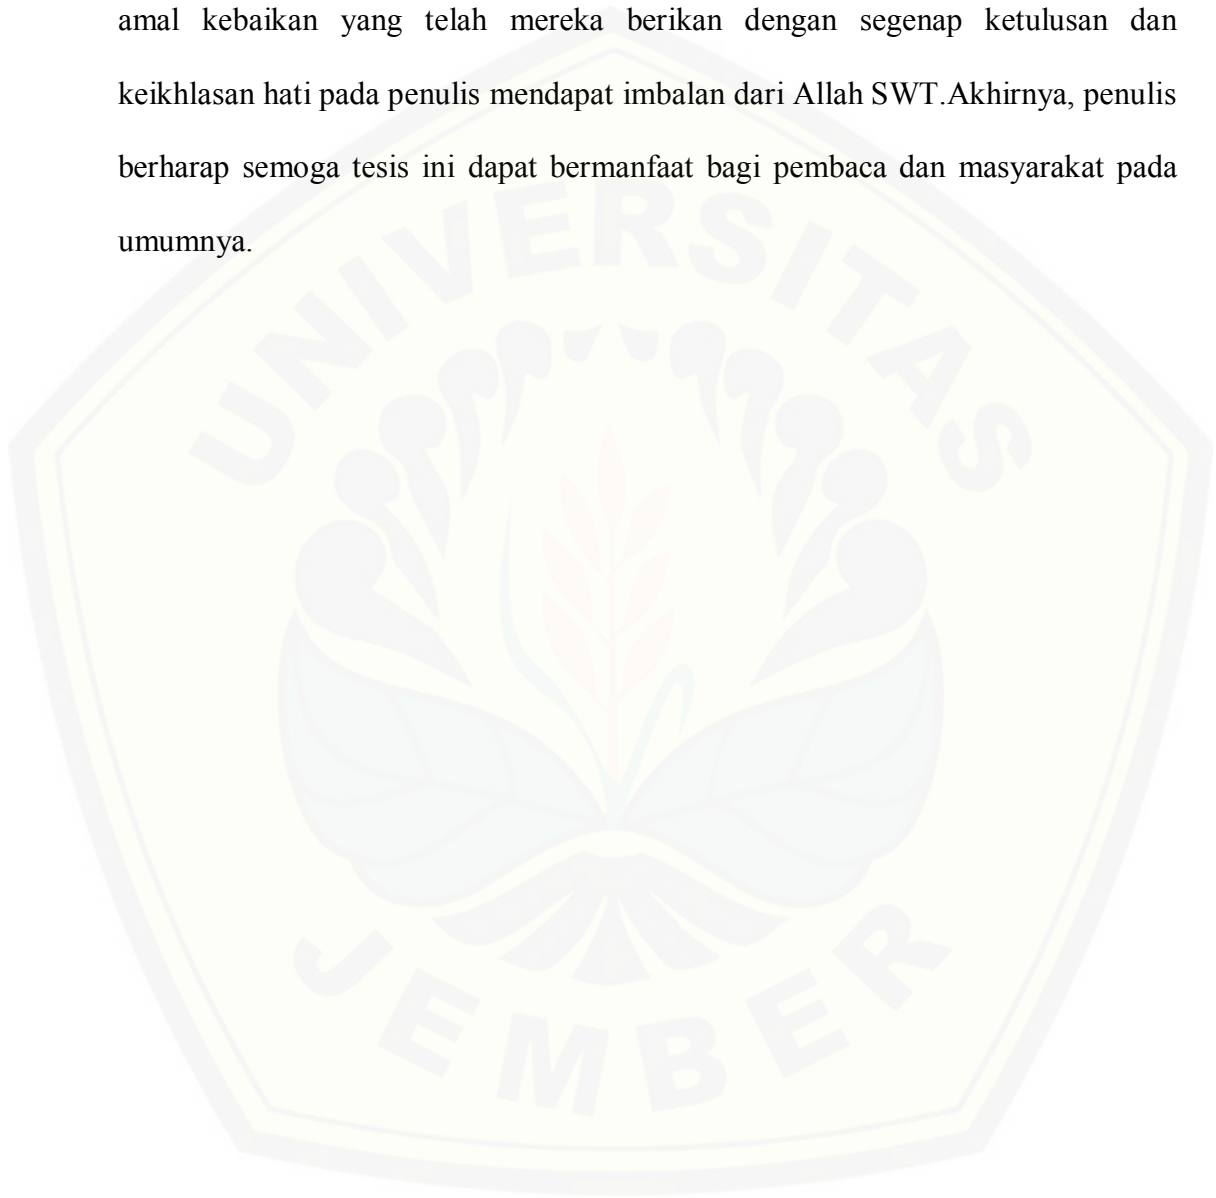 amal kebaikan yang telah mereka berikan dengan segenap ketulusan dan
keikhlasan hati pada penulis mendapat imbalan dari Allah SWT.Akhirnya, penulis
berharap semoga tesis ini dapat bermanfaat bagi pembaca dan masyarakat pada
umumnya.
UNIVERSITAS
JEMBER